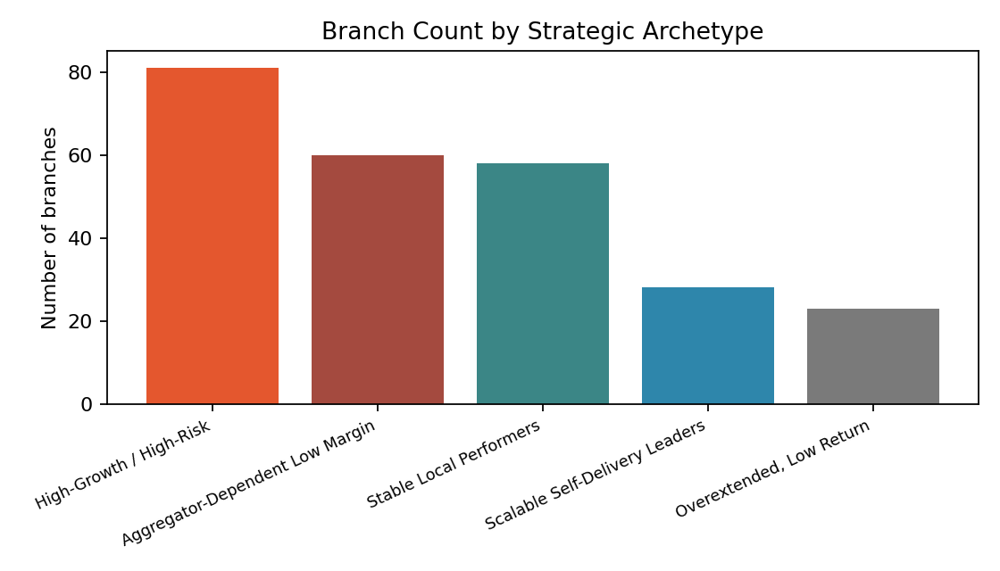 Branch Count by Strategic Archetype
Number of branches
80
60
40
20
0
High-Growth / High-Risk
Aggregator-Dependent Low Margin
Stable Local Performers
Scalable Self-Delivery Leaders
Overextended, Low Return